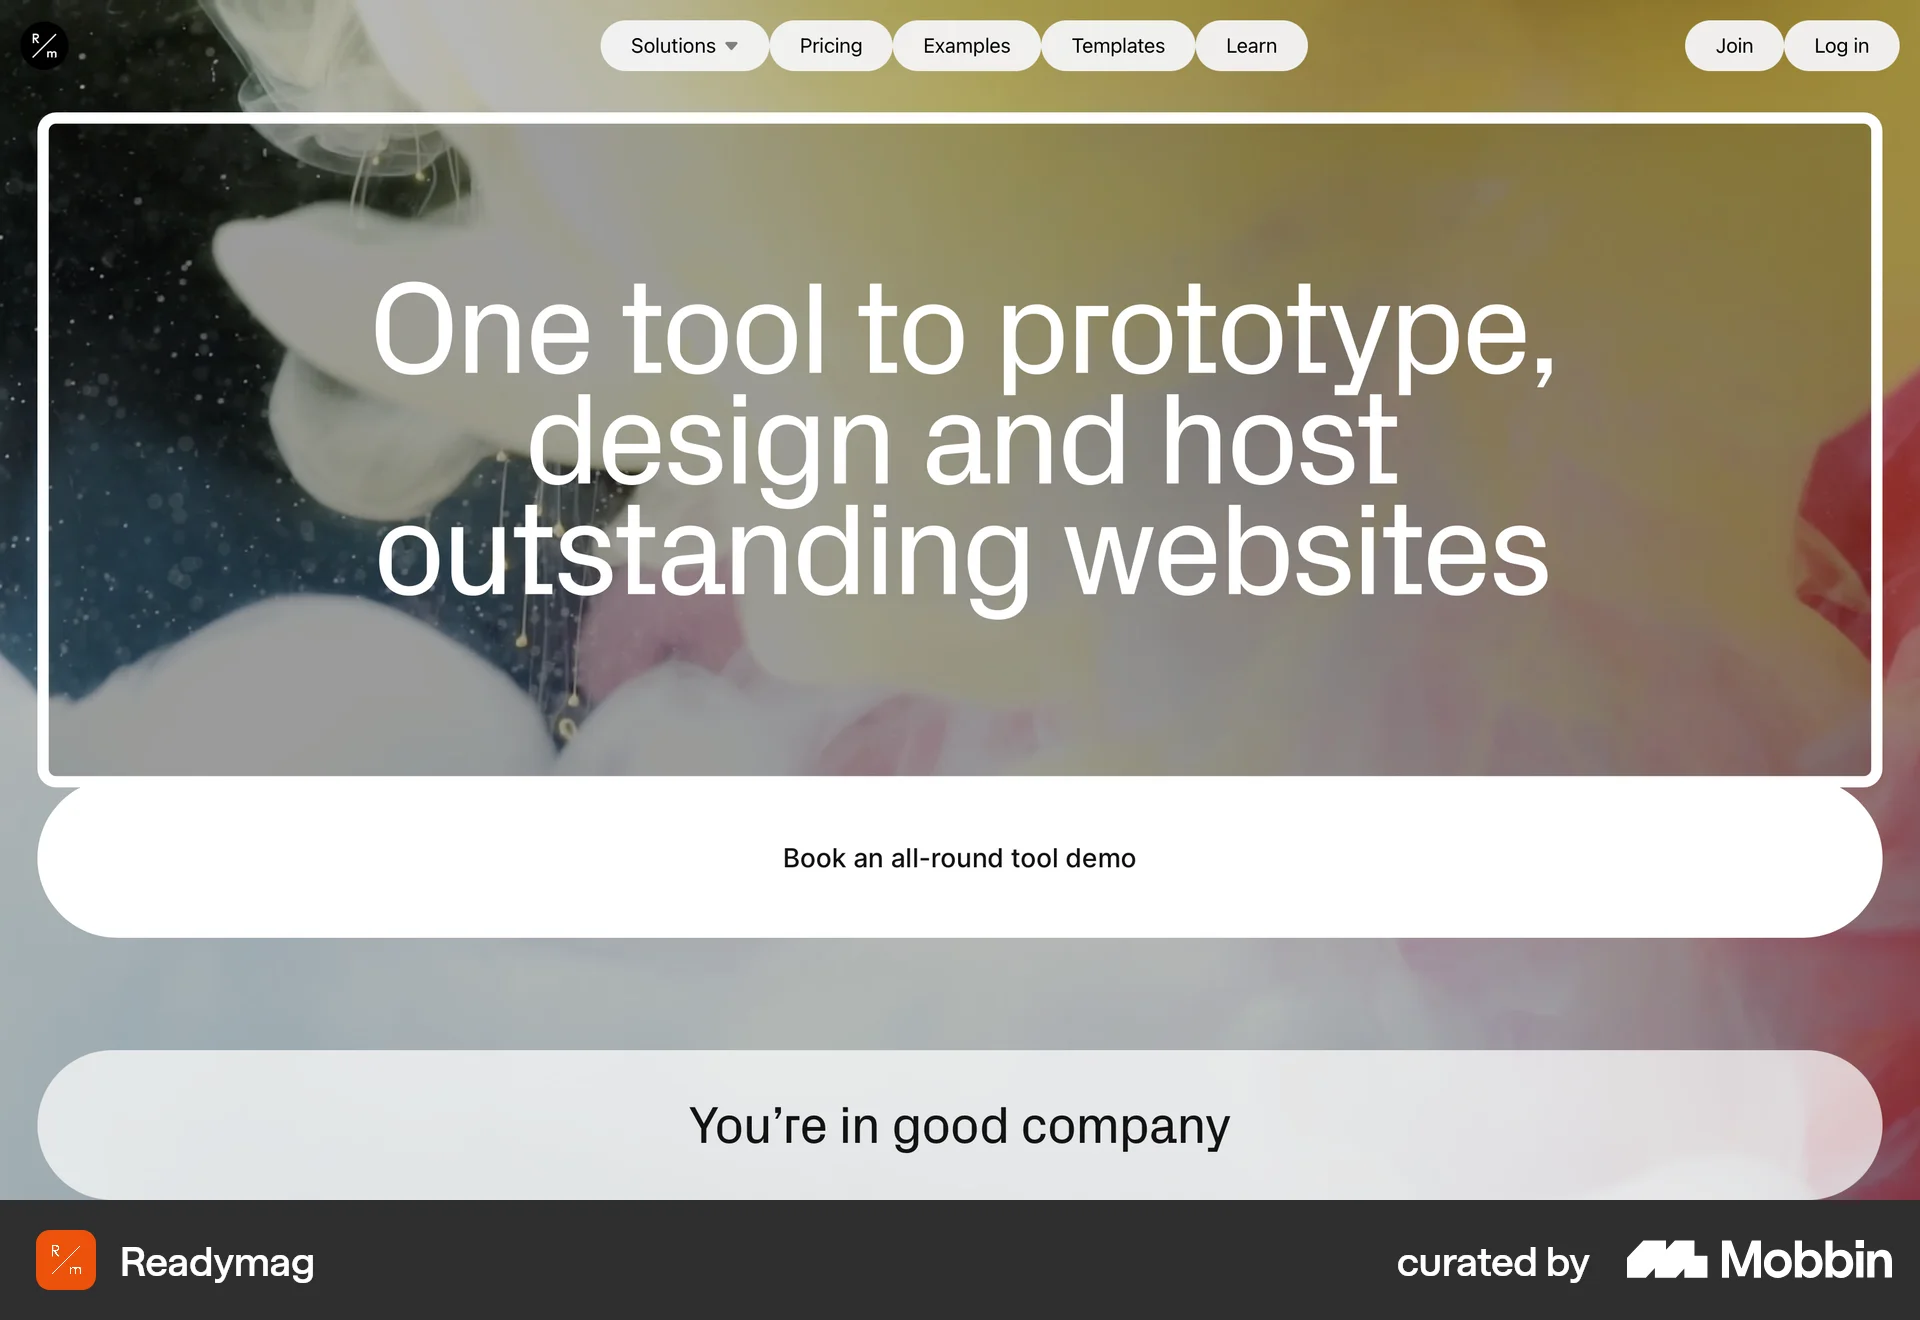 R/m
Solutions
Pricing
Examples
Templates
Learn
Join
Log in
One tool to prototype,
design and host
outstanding websites
Book an all-round tool demo
You’re in good company
R/m
Readymag
curated by
Mobbin